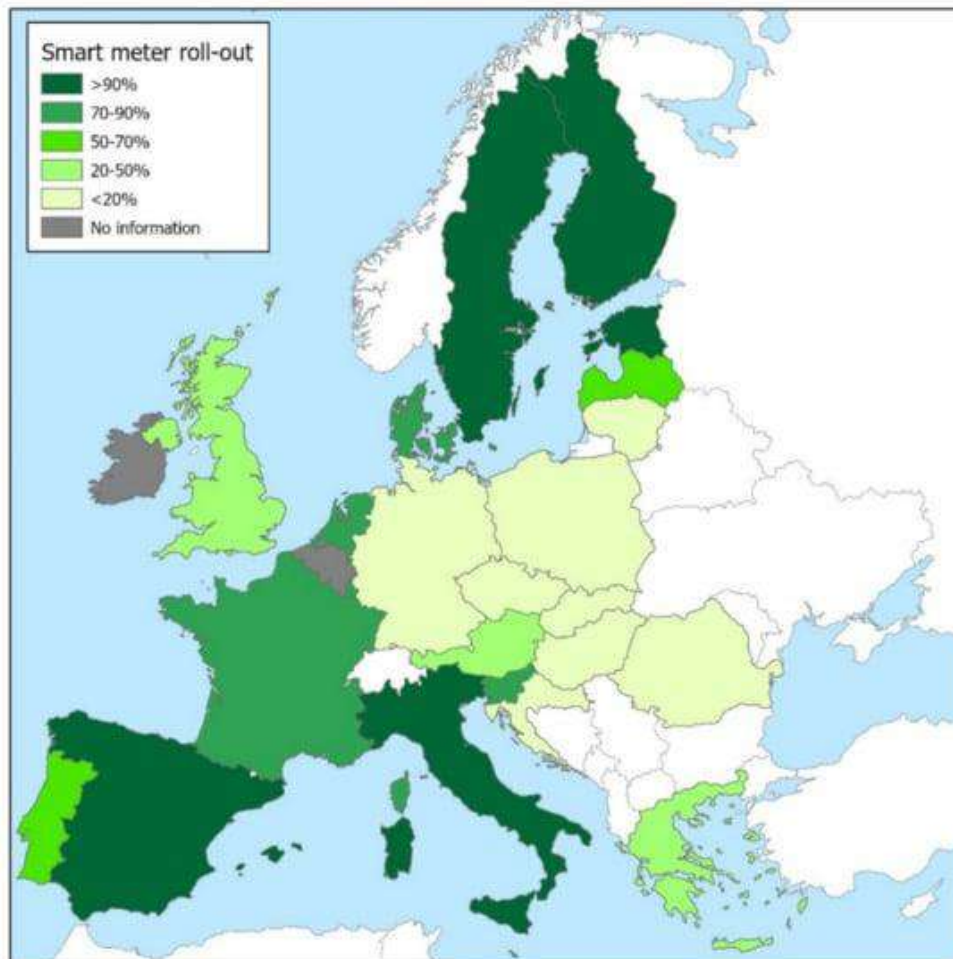 Smart meter roll-out
>90%
70-90%
50-70%
20-50%
<20%
No information